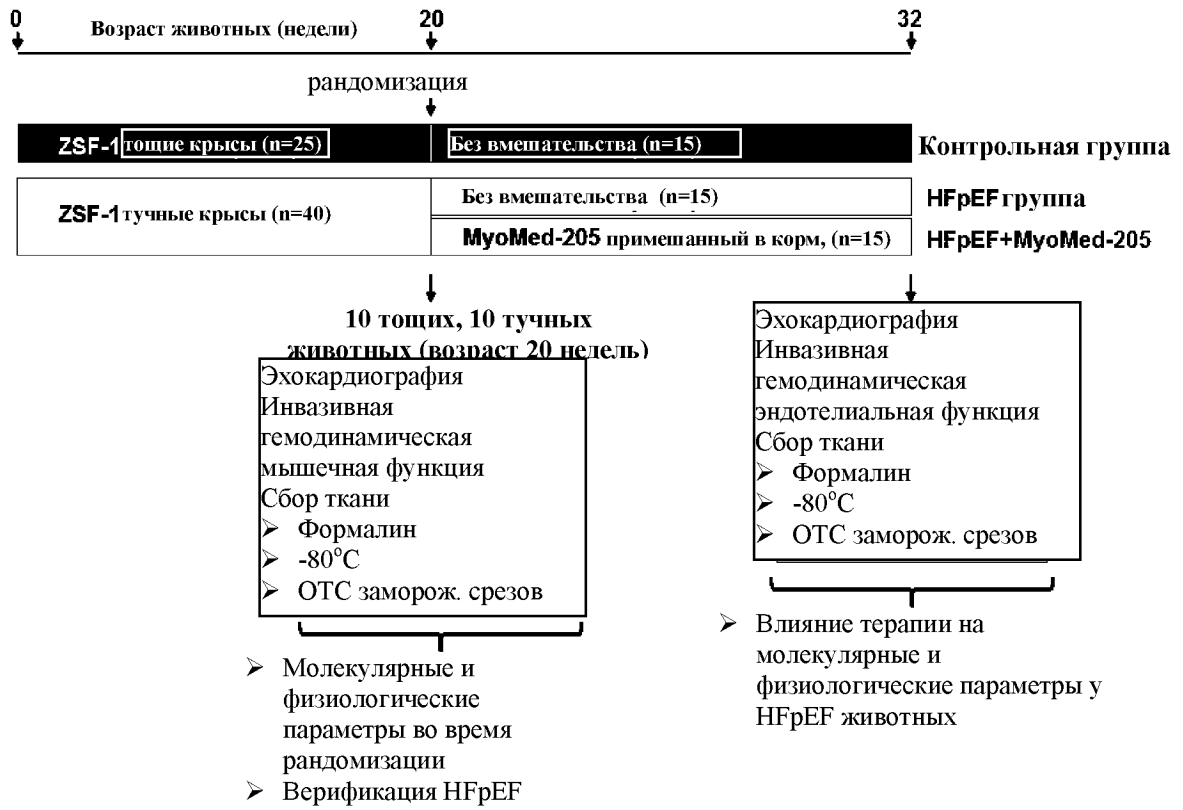 0 20 32
Возраст животных (недели)
рандомизация
ZSF-1 тощие крысы (n=25) Без вмешательства (n=15) Контрольная группа
ZSF-1 тучные крысы (n=40) Без вмешательства (n=15) HFpEF группа
MyoMed-205 примешанный в корм, (n=15) HFpEF+MyoMed-205
10 тощих, 10 тучных
животных (возраст 20 недель)
Эхокардиография
Инвазивная
гемодинамическая
мышечная функция
Сбор ткани
➢ Формалин
➢ -80°C
➢ ОТС заморож. срезов
➢ Молекулярные и
физиологические
параметры во время
рандомизации
➢ Верификация HFpEF
Эхокардиография
Инвазивная
гемодинамическая
эндотелиальная функция
Сбор ткани
➢ Формалин
➢ -80°C
➢ ОТС заморож. срезов
➢ Влияние терапии на
молекулярные и
физиологические параметры у
HFpEF животных